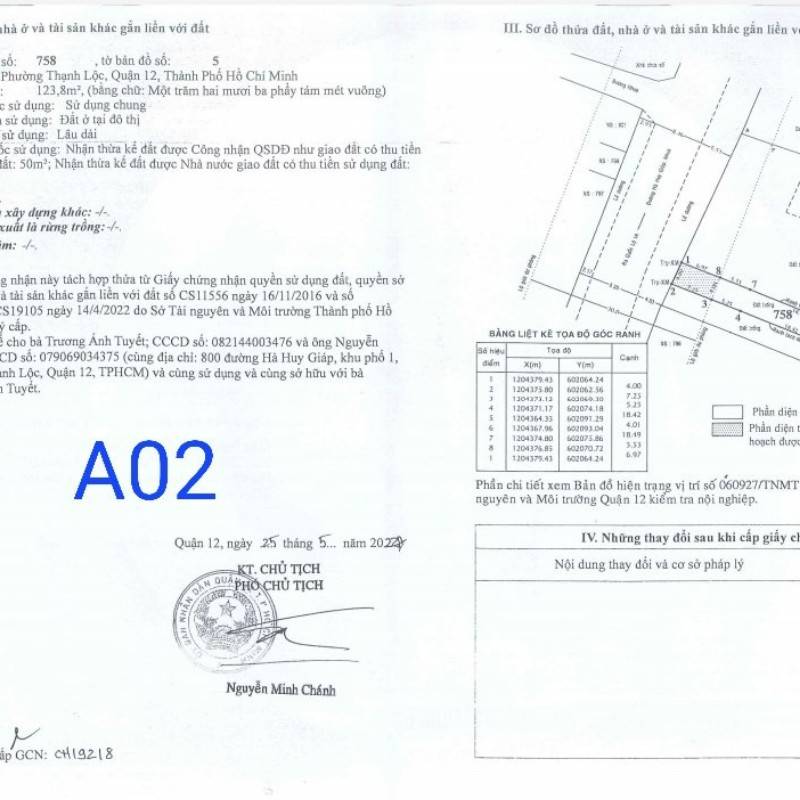 nhà ở và tài sản khác gắn liền với đất
số: 758 , tờ bản đồ số: 5
Phường Thạnh Lộc, Quận 12, Thành Phố Hồ Chí Minh
: 123,8m², (bằng chữ: Một trăm hai mươi ba phẩy tám mét vuông)
sử dụng: Sử dụng chung
sử dụng: Đất ở tại đô thị
sử dụng: Lâu dài
ốc sử dụng: Nhận thừa kế đất được Công nhận QSDĐ như giao đất có thu tiền
đất: 50m²; Nhận thừa kế đất được Nhà nước giao đất có thu tiền sử dụng đất:
xây dựng khác: -/-.
xuất là rừng trồng: -/-.
ăm: -/-.
ng nhận này tách hợp thửa từ Giấy chứng nhận quyền sử dụng đất, quyền sở
và tài sản khác gắn liền với đất số CS11556 ngày 16/11/2016 và số
CS19105 ngày 14/4/2022 do Sở Tài nguyên và Môi trường Thành phố Hồ
ý cấp.
ế cho bà Trương Ánh Tuyết; CCCD số: 082144003476 và ông Nguyễn
CCD số: 079069034375 (cùng địa chỉ: 800 đường Hà Huy Giáp, khu phố 1,
ạnh Lộc, Quận 12, TPHCM) và cùng sử dụng và cùng sở hữu với bà
h Tuyết.
A02
Quận 12, ngày 25 tháng 5... năm 2022
KT. CHỦ TỊCH
PHÓ CHỦ TỊCH
Nguyễn Minh Chánh
ấp GCN: CH19218
III. Sơ đồ thửa đất, nhà ở và tài sản khác gắn liền vớ
Lề đường
Lề đường
1
8
7
2
3
4
758
BẢNG LIỆT KÊ TỌA ĐỘ GÓC RANH
Số hiệu điểm Tọa độ Cạnh
X(m) Y(m)
1 1204379.43 602064.24
4.00
2 1204375.80 602062.56
7.25
3 1204373.12 602069.30
5.25
4 1204371.17 602074.18
18.42
5 1204364.35 602091.29
4.01
6 1204367.96 602093.04
18.49
7 1204374.80 602075.86
5.53
8 1204376.85 602070.72
6.97
1 1204379.43 602064.24
Phần diện
Phần diện t
hoạch được
Phần chi tiết xem Bản đồ hiện trạng vị trí số 060927/TNMT
nguyên và Môi trường Quận 12 kiểm tra nội nghiệp.
IV. Những thay đổi sau khi cấp giấy ch
Nội dung thay đổi và cơ sở pháp lý